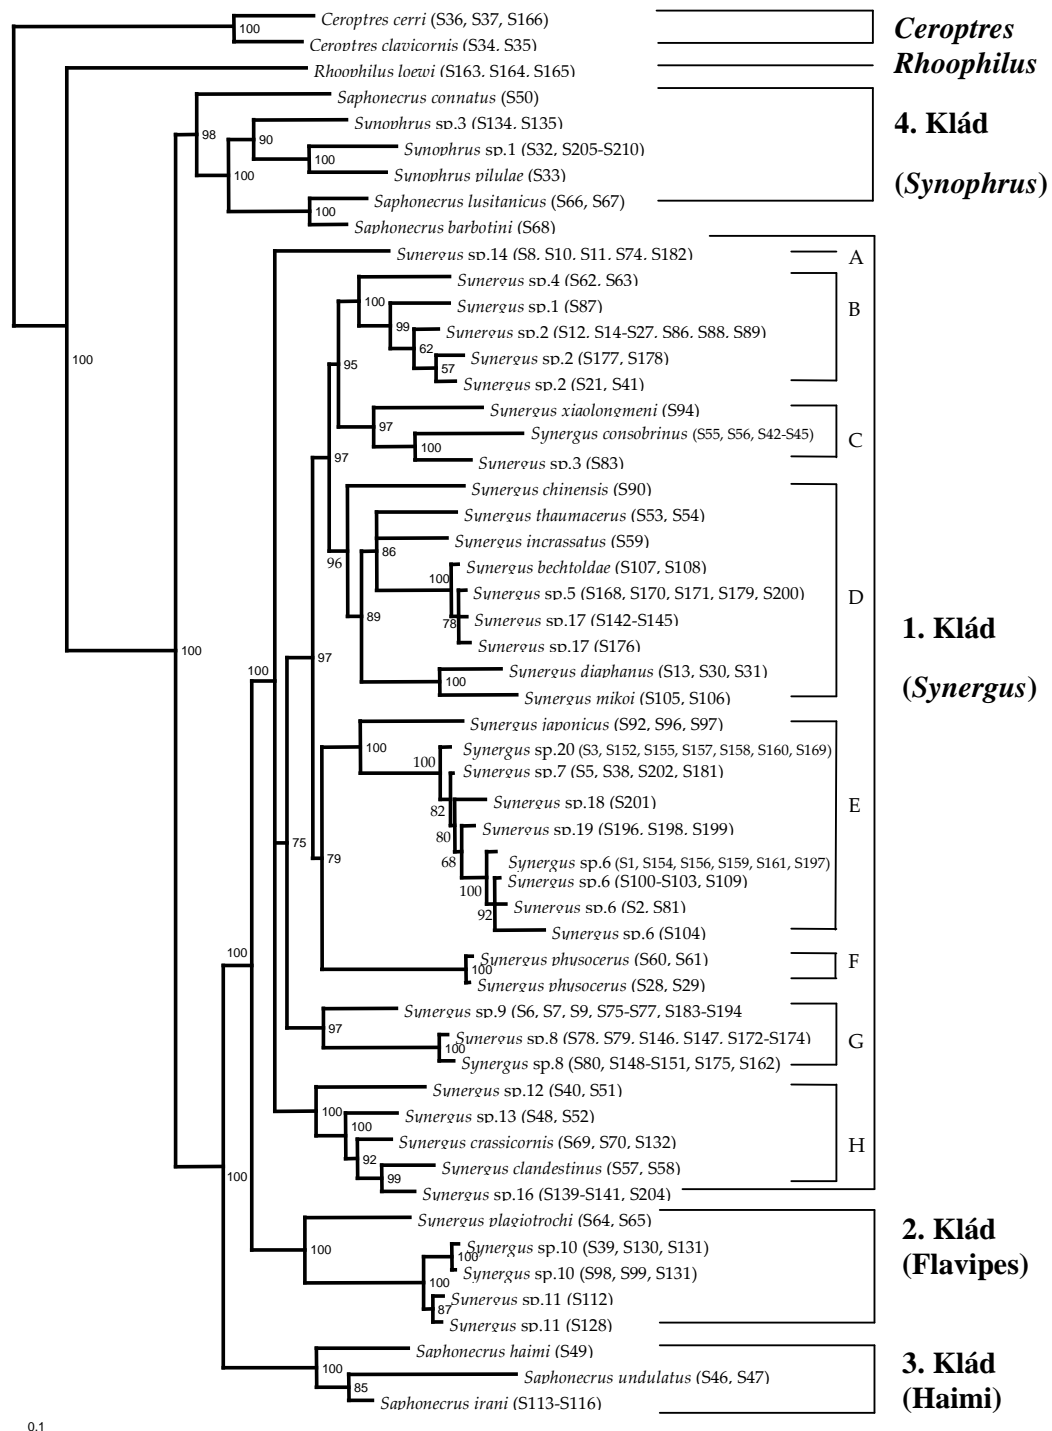 Ceroptres cerri (S36, S37, S166)
100
Ceroptres clavicornis (S34, S35)
Ceroptres
Rhoophilus loewi (S163, S164, S165)
Rhoophilus
Saphonecrus connatus (S50)
98
Synophrus sp.3 (S134, S135)
90
Synophrus sp.1 (S32, S205-S210)
100
Synophrus pilulae (S33)
100
Saphonecrus lusitanicus (S66, S67)
100
Saphonecrus barbotini (S68)
4. Klád
(Synophrus)
Synergus sp.14 (S8, S10, S11, S74, S182)
A
Synergus sp.4 (S62, S63)
100
Synergus sp.1 (S87)
99
Synergus sp.2 (S12, S14-S27, S86, S88, S89)
62
Synergus sp.2 (S177, S178)
57
Synergus sp.2 (S21, S41)
B
100
95
Synergus xiaolongmeni (S94)
97
Synergus consobrinus (S55, S56, S42-S45)
100
Synergus sp.3 (S83)
C
97
Synergus chinensis (S90)
Synergus thaumacerus (S53, S54)
Synergus incrassatus (S59)
86
96
Synergus bechtoldae (S107, S108)
100
Synergus sp.5 (S168, S170, S171, S179, S200)
Synergus sp.17 (S142-S145)
78
89
Synergus sp.17 (S176)
Synergus diaphanus (S13, S30, S31)
100
Synergus mikoi (S105, S106)
D
1. Klád
(Synergus)
100
97
100
Synergus japonicus (S92, S96, S97)
100
Synergus sp.20 (S3, S152, S155, S157, S158, S160, S169)
100
Synergus sp.7 (S5, S38, S202, S181)
Synergus sp.18 (S201)
82
Synergus sp.19 (S196, S198, S199)
80
75
79
68
Synergus sp.6 (S1, S154, S156, S159, S161, S197)
Synergus sp.6 (S100-S103, S109)
100
Synergus sp.6 (S2, S81)
92
Synergus sp.6 (S104)
E
100
Synergus physocerus (S60, S61)
100
Synergus physocerus (S28, S29)
F
Synergus sp.9 (S6, S7, S9, S75-S77, S183-S194
97
Synergus sp.8 (S78, S79, S146, S147, S172-S174)
100
Synergus sp.8 (S80, S148-S151, S175, S162)
G
Synergus sp.12 (S40, S51)
100
Synergus sp.13 (S48, S52)
100
Synergus crassicornis (S69, S70, S132)
92
Synergus clandestinus (S57, S58)
99
Synergus sp.16 (S139-S141, S204)
H
100
Synergus plagiotrochi (S64, S65)
100
Synergus sp.10 (S39, S130, S131)
100
Synergus sp.10 (S98, S99, S131)
100
Synergus sp.11 (S112)
87
Synergus sp.11 (S128)
2. Klád
(Flavipes)
Saphonecrus haimi (S49)
100
Saphonecrus undulatus (S46, S47)
85
Saphonecrus irani (S113-S116)
3. Klád
(Haimi)
0.1